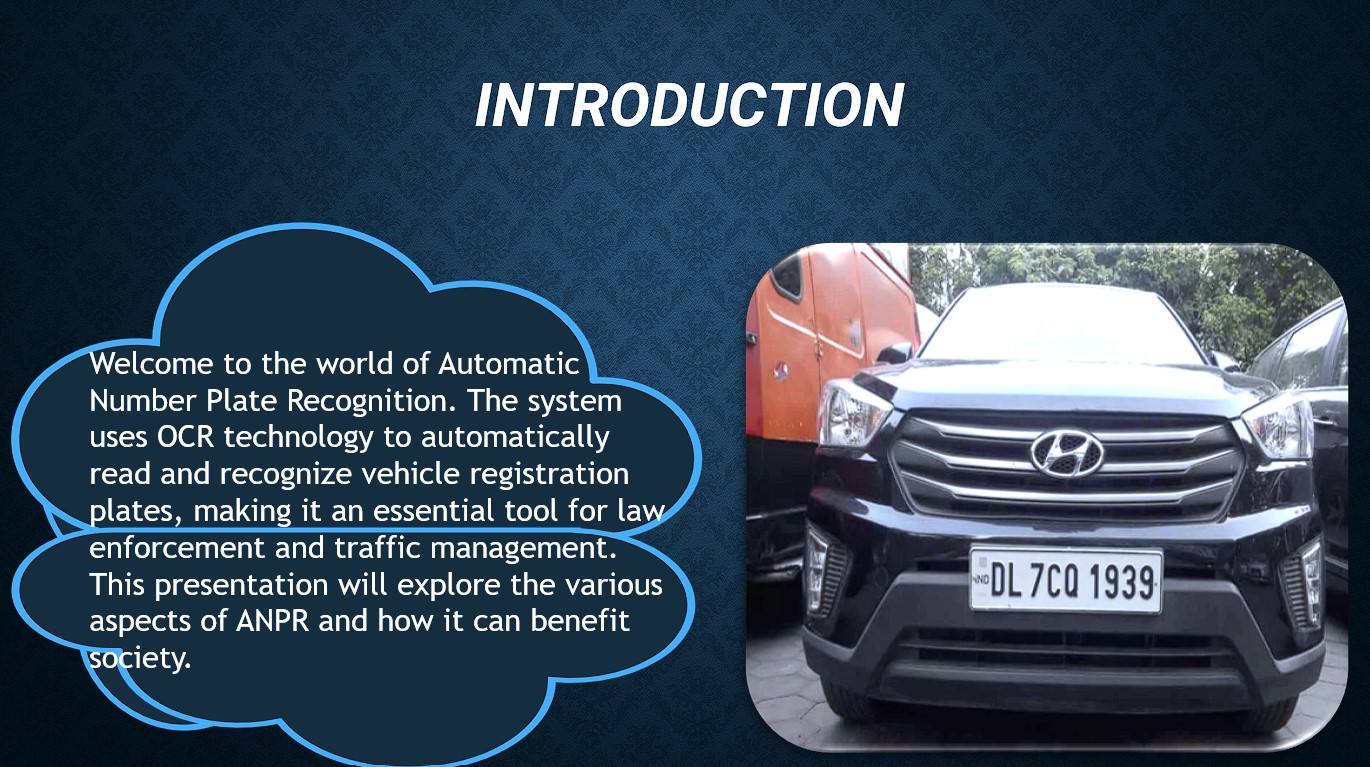 INTRODUCTION
Welcome to the world of Automatic
Number Plate Recognition. The system
uses OCR technology to automatically
read and recognize vehicle registration
plates, making it an essential tool for law
enforcement and traffic management.
This presentation will explore the various
aspects of ANPR and how it can benefit
society.
IND DL 7CQ 1939